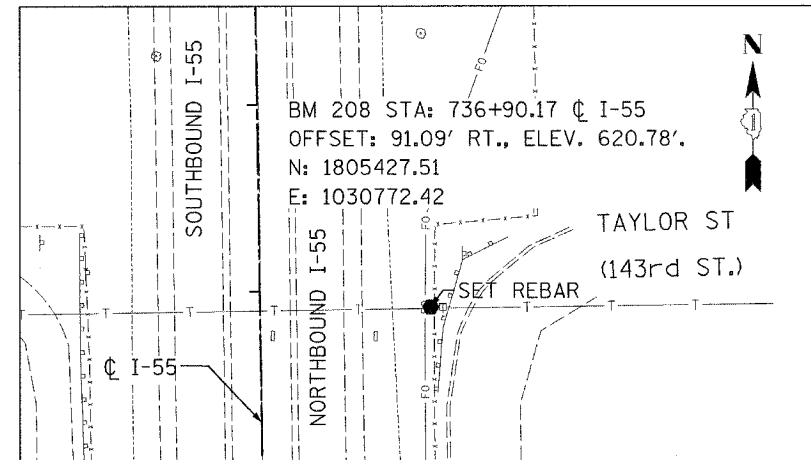 SOUTHBOUND I-55
N
BM 208 STA: 736+90.17 ℄ I-55
OFFSET: 91.09' RT., ELEV. 620.78'.
N: 1805427.51
E: 1030772.42
FO
FO
TAYLOR ST
(143rd ST.)
SET REBAR
NORTHBOUND I-55
T
T
T
T
T
T
T
T
℄ I-55
FO